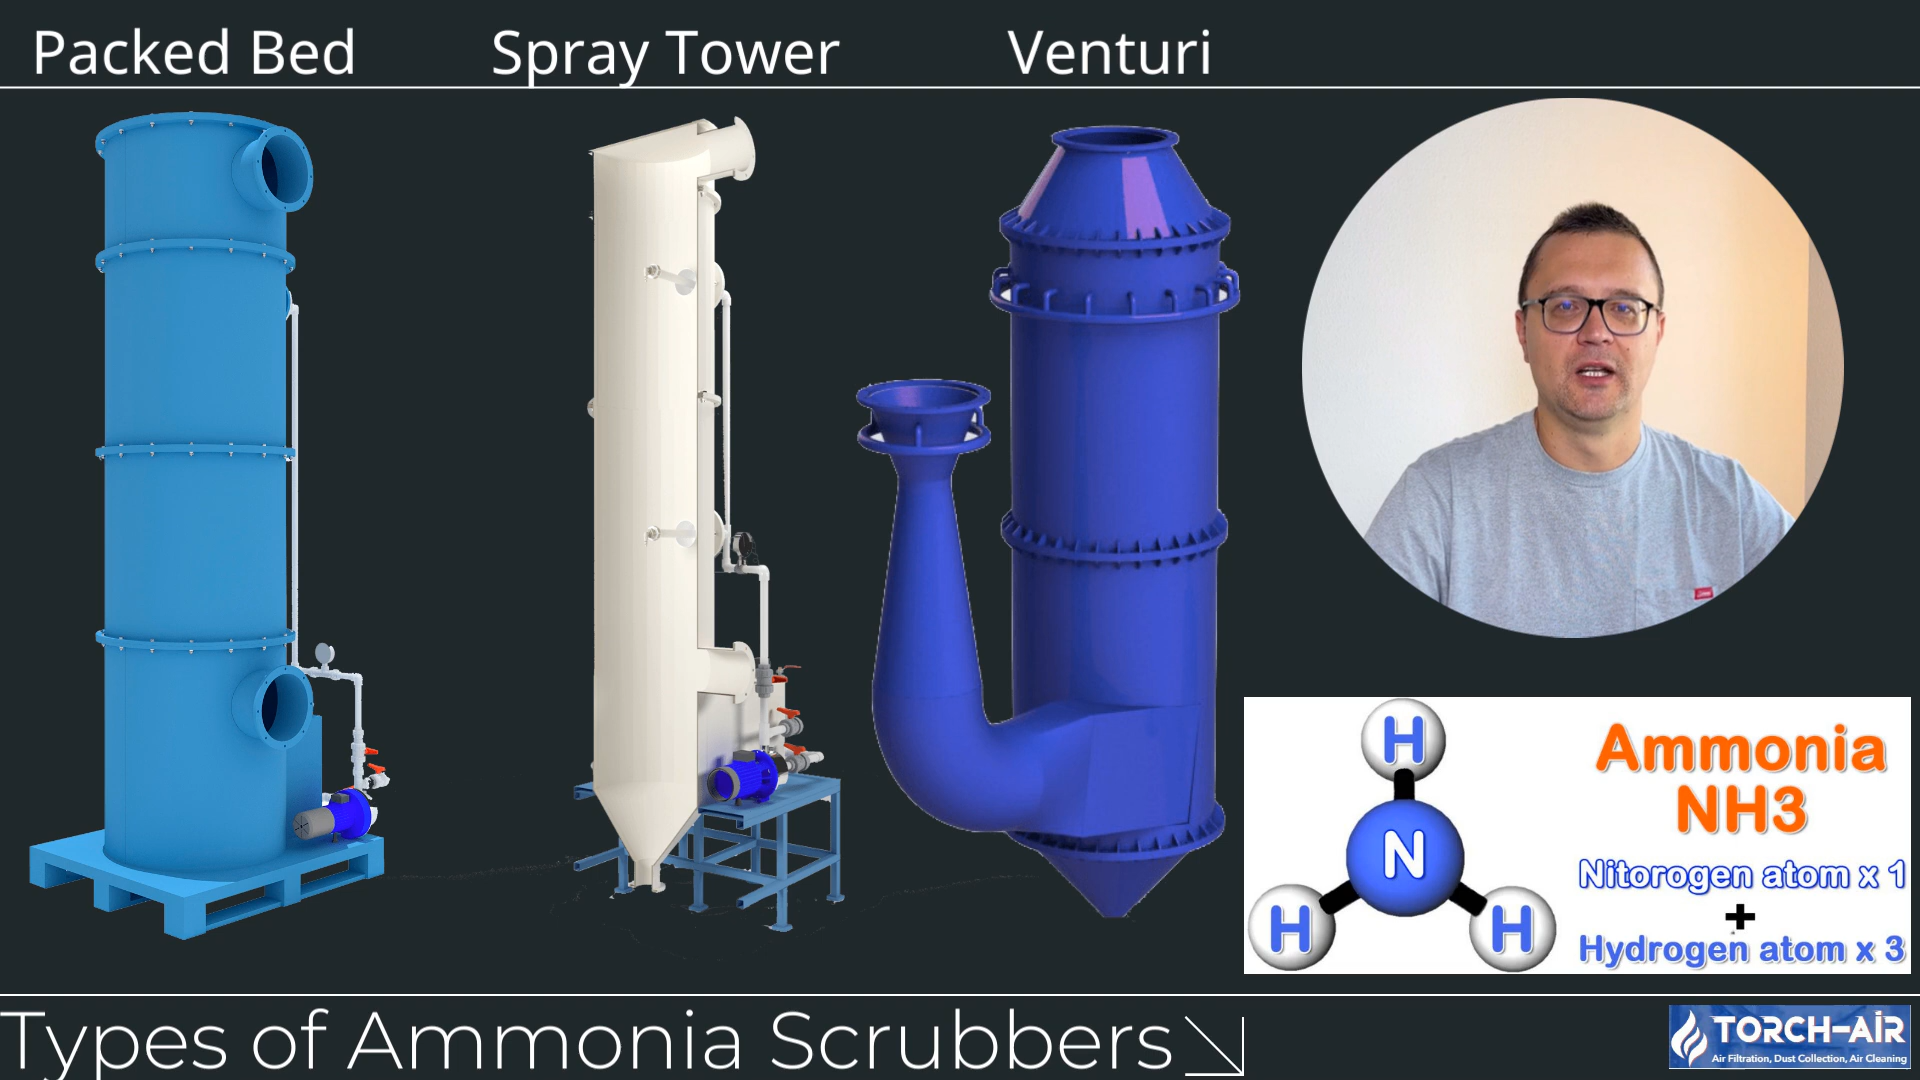 Packed Bed
Spray Tower
Venturi
H
N
H
H
Ammonia
NH3
Nitorogen atom x 1
+
Hydrogen atom x 3
Types of Ammonia Scrubbers
TORCH-AIR
Air Filtration, Dust Collection, Air Cleaning